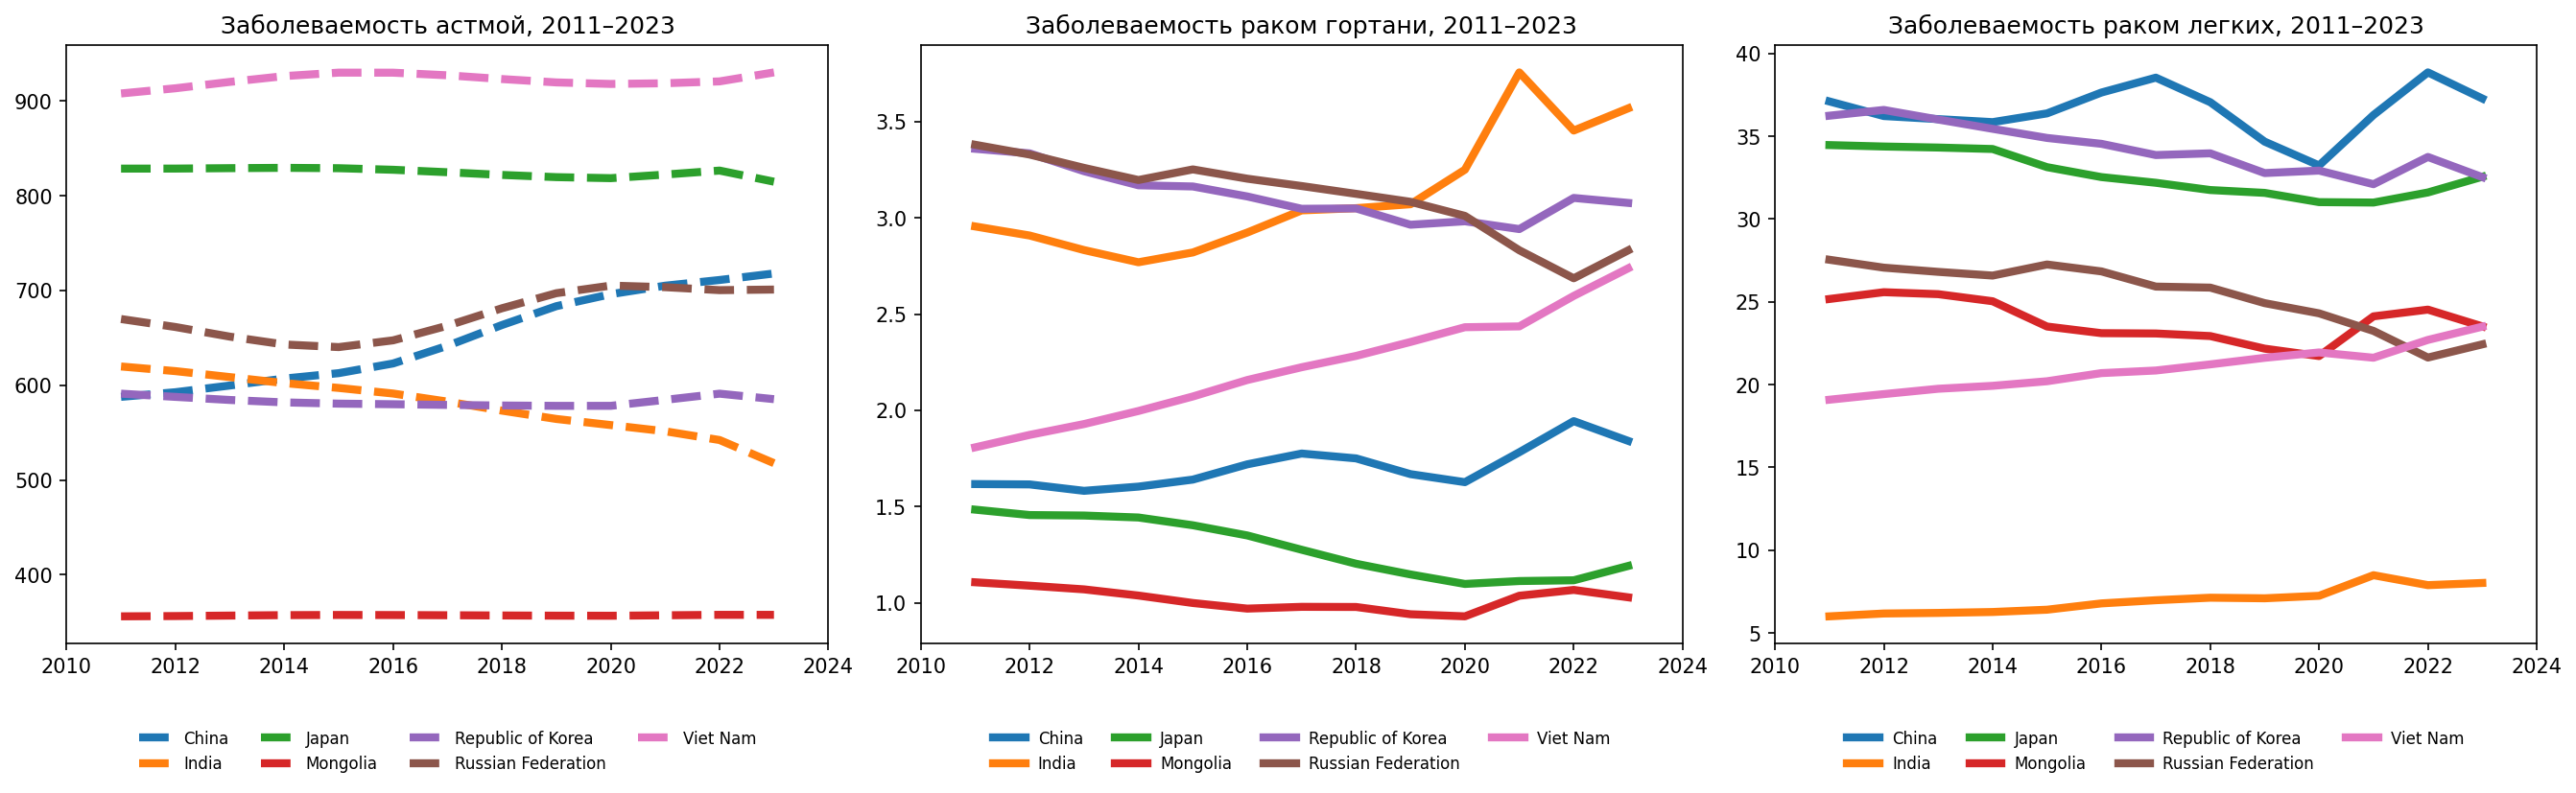 Заболеваемость астмой, 2011–2023
900
800
700
600
500
400
2010 2012 2014 2016 2018 2020 2022 2024
China Japan Republic of Korea Viet Nam
India Mongolia Russian Federation
Заболеваемость раком гортани, 2011–2023
3.5
3.0
2.5
2.0
1.5
1.0
2010 2012 2014 2016 2018 2020 2022 2024
China Japan Republic of Korea Viet Nam
India Mongolia Russian Federation
Заболеваемость раком легких, 2011–2023
40
35
30
25
20
15
10
5
2010 2012 2014 2016 2018 2020 2022 2024
China Japan Republic of Korea Viet Nam
India Mongolia Russian Federation